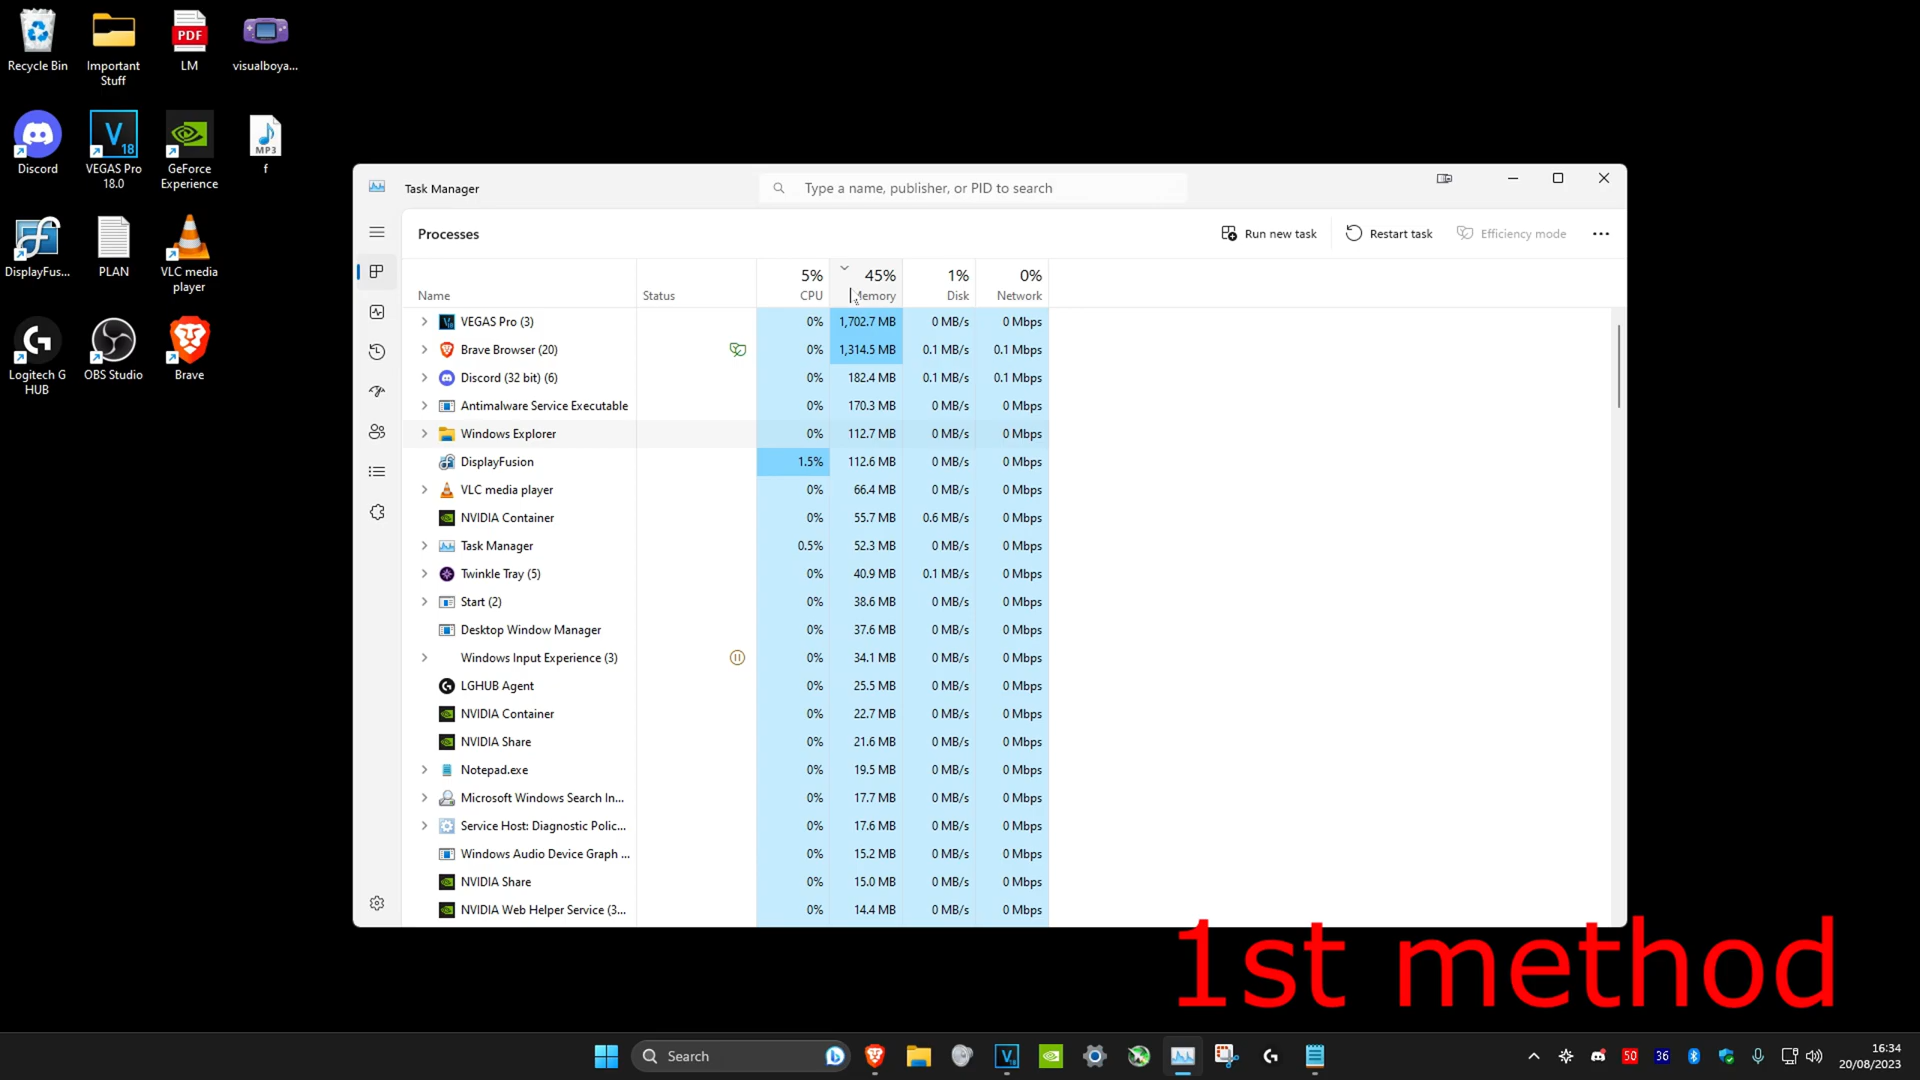 Recycle Bin
Important
Stuff
PDF
LM
visualboya...
Discord
V
18
VEGAS Pro
18.0
GeForce
Experience
MP3
f
DisplayFus...
PLAN
VLC media
player
Logitech G
HUB
OBS Studio
Brave
Task Manager
Type a name, publisher, or PID to search
Processes
Run new task
Restart task
Efficiency mode
5% 45% 1% 0%
Name Status CPU Memory Disk Network
VEGAS Pro (3) 0% 1,702.7 MB 0 MB/s 0 Mbps
Brave Browser (20) 0% 1,314.5 MB 0.1 MB/s 0.1 Mbps
Discord (32 bit) (6) 0% 182.4 MB 0.1 MB/s 0.1 Mbps
Antimalware Service Executable 0% 170.3 MB 0 MB/s 0 Mbps
Windows Explorer 0% 112.7 MB 0 MB/s 0 Mbps
DisplayFusion 1.5% 112.6 MB 0 MB/s 0 Mbps
VLC media player 0% 66.4 MB 0 MB/s 0 Mbps
NVIDIA Container 0% 55.7 MB 0.6 MB/s 0 Mbps
Task Manager 0.5% 52.3 MB 0 MB/s 0 Mbps
Twinkle Tray (5) 0% 40.9 MB 0.1 MB/s 0 Mbps
Start (2) 0% 38.6 MB 0 MB/s 0 Mbps
Desktop Window Manager 0% 37.6 MB 0 MB/s 0 Mbps
Windows Input Experience (3) 0% 34.1 MB 0 MB/s 0 Mbps
LGHUB Agent 0% 25.5 MB 0 MB/s 0 Mbps
NVIDIA Container 0% 22.7 MB 0 MB/s 0 Mbps
NVIDIA Share 0% 21.6 MB 0 MB/s 0 Mbps
Notepad.exe 0% 19.5 MB 0 MB/s 0 Mbps
Microsoft Windows Search In... 0% 17.7 MB 0 MB/s 0 Mbps
Service Host: Diagnostic Polic... 0% 17.6 MB 0 MB/s 0 Mbps
Windows Audio Device Graph ... 0% 15.2 MB 0 MB/s 0 Mbps
NVIDIA Share 0% 15.0 MB 0 MB/s 0 Mbps
NVIDIA Web Helper Service (3... 0% 14.4 MB 0 MB/s 0 Mbps
1st method
Search
50
36
16:34
20/08/2023